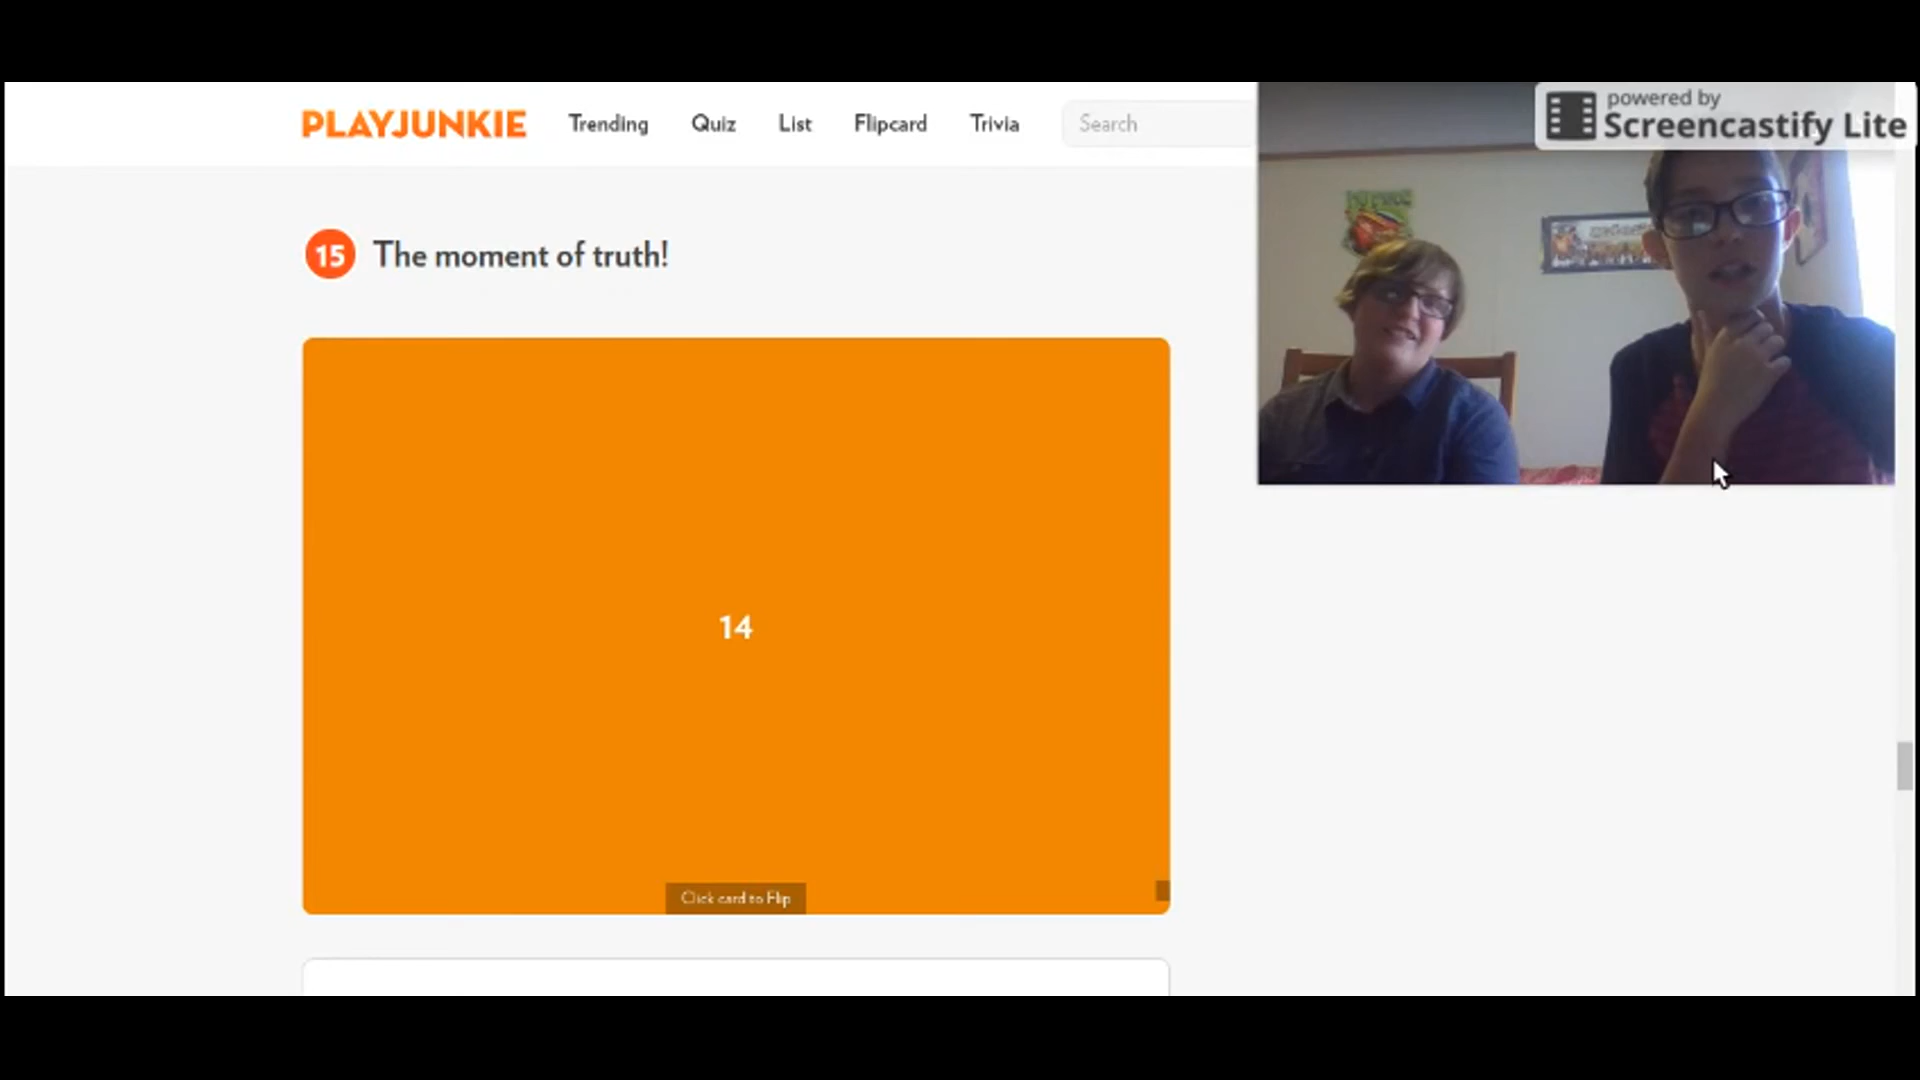 PLAYJUNKIE
Trending
Quiz
List
Flipcard
Trivia
Search
powered by
Screencastify Lite
15
The moment of truth!
14
Click card to Flip